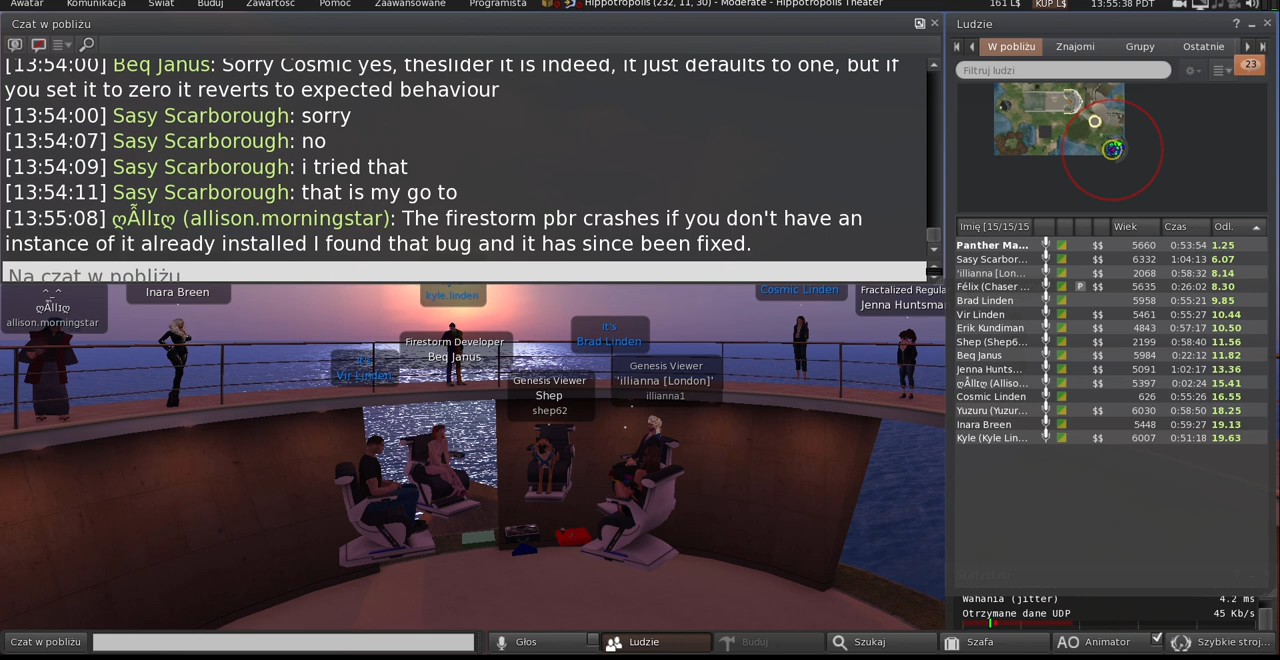 Awatar Komunikacja Świat Buduj Zawartość Pomoc Zaawansowane Programista Hippotropolis (232, 11, 30) - Moderate - Hippotropolis Theater 161 L$ KUP L$ 13:55:38 PDT
Czat w pobliżu
[13:54:00] Beq Janus: Sorry Cosmic yes, theslider it is indeed, it just defaults to one, but if
you set it to zero it reverts to expected behaviour
[13:54:00] Sasy Scarborough: sorry
[13:54:07] Sasy Scarborough: no
[13:54:09] Sasy Scarborough: i tried that
[13:54:11] Sasy Scarborough: that is my go to
[13:55:08] (allison.morningstar): The firestorm pbr crashes if you don't have an
instance of it already installed I found that bug and it has since been fixed.
Na czat w pobliżu
allison.morningstar
Inara Breen
kyle.linden
Cosmic Linden
Fractalized Regula
Jenna Huntsma
It's
Vir Linden
Firestorm Developer
Beq Janus
It's
Brad Linden
Genesis Viewer
Shep
shep62
Genesis Viewer
'illianna [London]'
illianna1
Ludzie
? _ ×
W pobliżu Znajomi Grupy Ostatnie
Filtruj ludzi
23
Imię [15/15/15 Wiek Czas Odl.
Panther Ma... $$ 5660 0:53:54 1.25
Sasy Scarbor... $$ 6332 1:04:13 6.07
'illianna [Lon... $$ 2068 0:58:32 8.14
Félix (Chaser ... P $$ 5635 0:26:02 8.30
Brad Linden 5958 0:55:21 9.85
Vir Linden $$ 5461 0:55:27 10.44
Erik Kundiman $$ 4843 0:57:17 10.50
Shep (Shep6... $$ 2199 0:58:40 11.56
Beq Janus $$ 5984 0:22:12 11.82
Jenna Hunts... $$ 5091 1:02:17 13.36
(Alliso... $$ 5397 0:02:24 15.41
Cosmic Linden 626 0:55:26 16.55
Yuzuru (Yuzur... $$ 6030 0:58:50 18.25
Inara Breen 5448 0:59:27 19.13
Kyle (Kyle Lin... $$ 6007 0:51:18 19.63
Wahania (jitter) 4.2 ms
Otrzymane dane UDP 45 Kb/s
Czat w pobliżu Głos Ludzie Buduj Szukaj Szafa AO Animator Szybkie stroj...